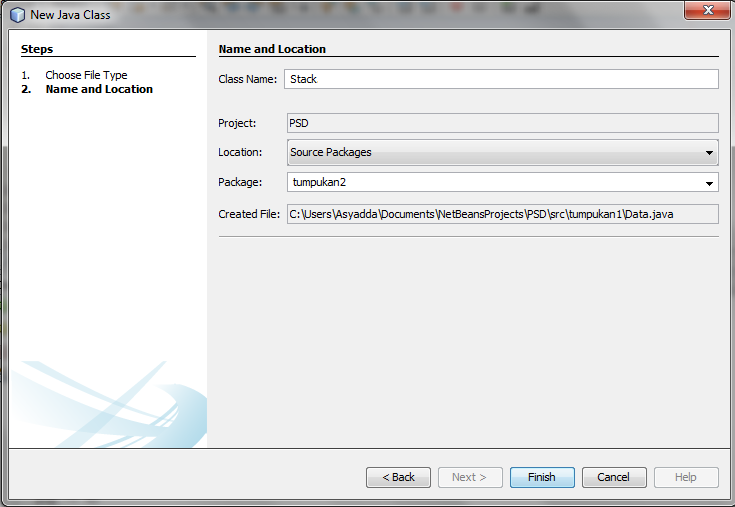 New Java Class
Steps
1. Choose File Type
2. Name and Location
Name and Location
Class Name: Stack
Project: PSD
Location: Source Packages
Package: tumpukan2
Created File: C:\Users\Asyadda\Documents\NetBeansProjects\PSD\src\tumpukan1\Data.java
< Back
Next >
Finish
Cancel
Help